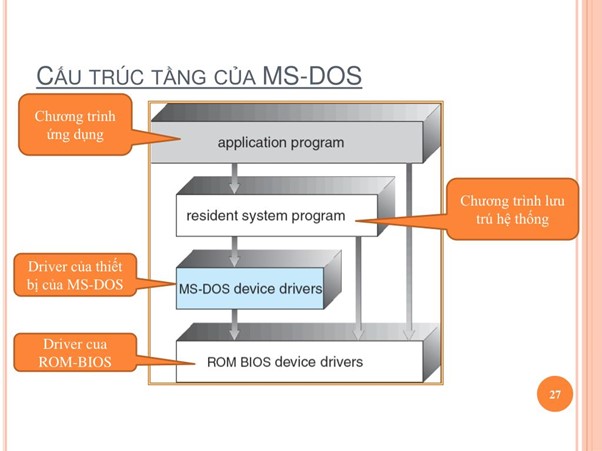 CẤU TRÚC TẦNG CỦA MS-DOS
Chương trình
ứng dụng
application program
Chương trình lưu
trú hệ thống
resident system program
Driver của thiết
bị của MS-DOS
MS-DOS device drivers
Driver cua
ROM-BIOS
ROM BIOS device drivers
27